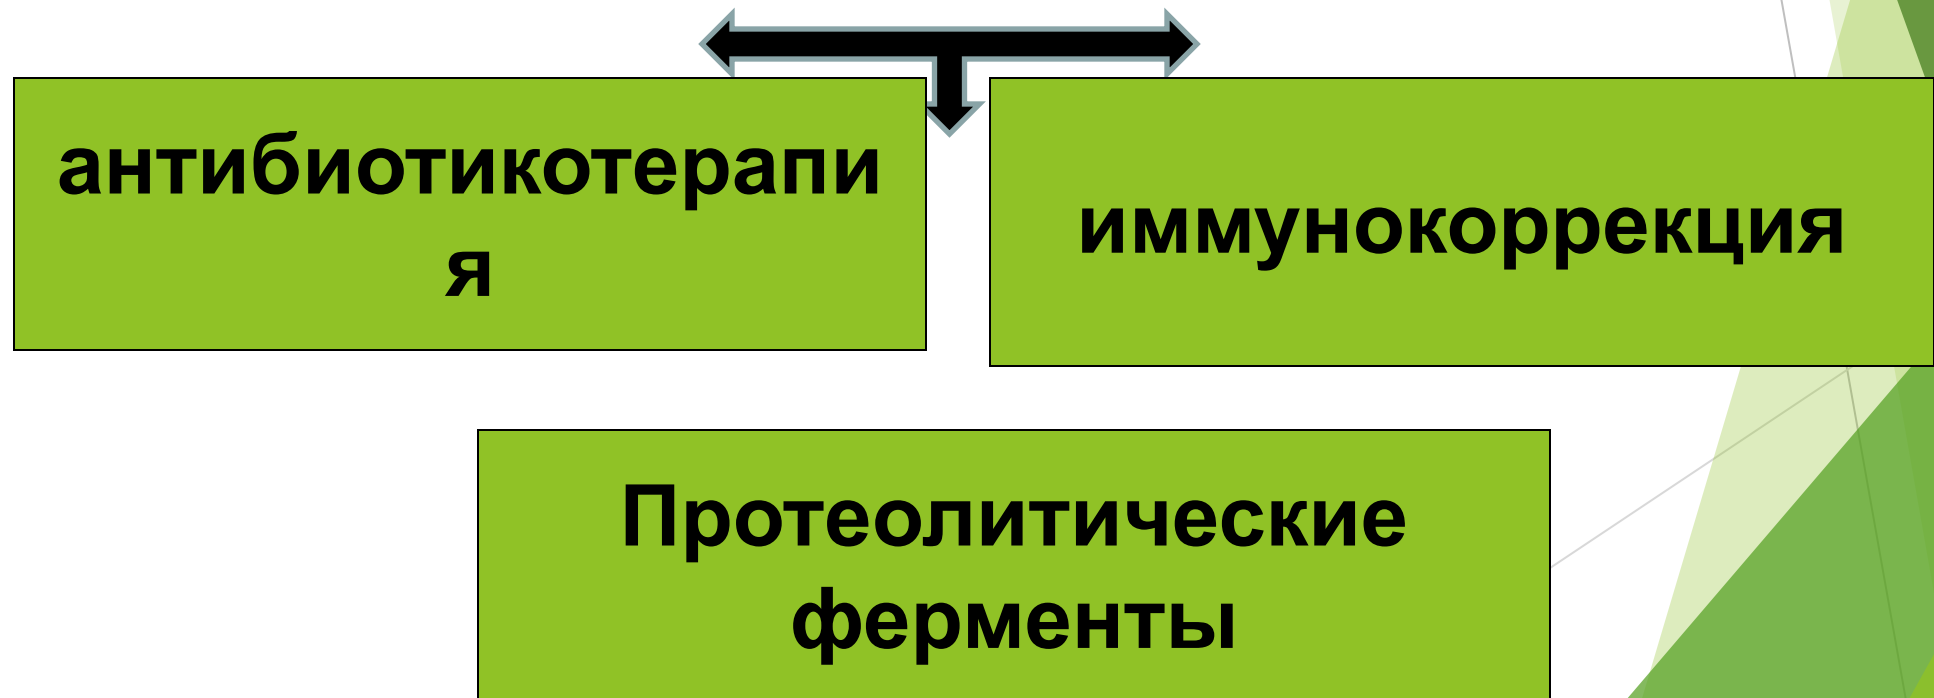 антибиотикотерапи
я
иммунокоррекция
Протеолитические
ферменты